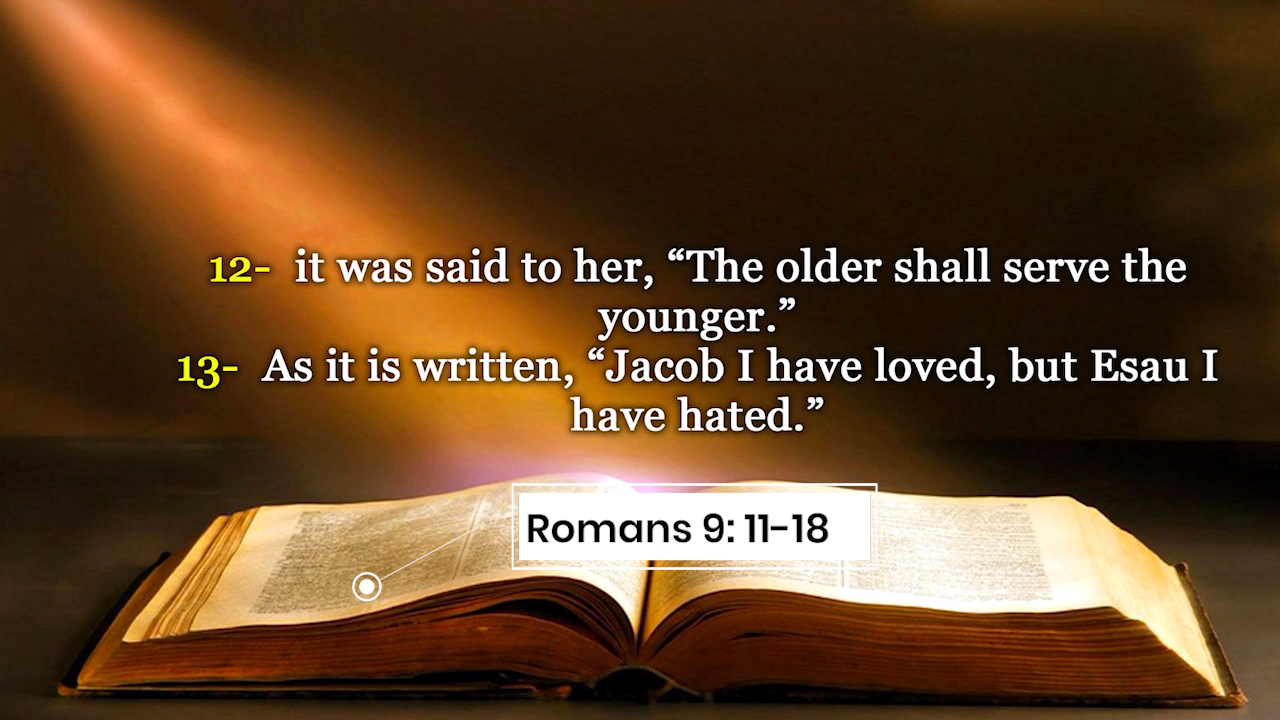 12- it was said to her, “The older shall serve the
younger.”
13- As it is written, “Jacob I have loved, but Esau I
have hated.”
Romans 9: 11-18